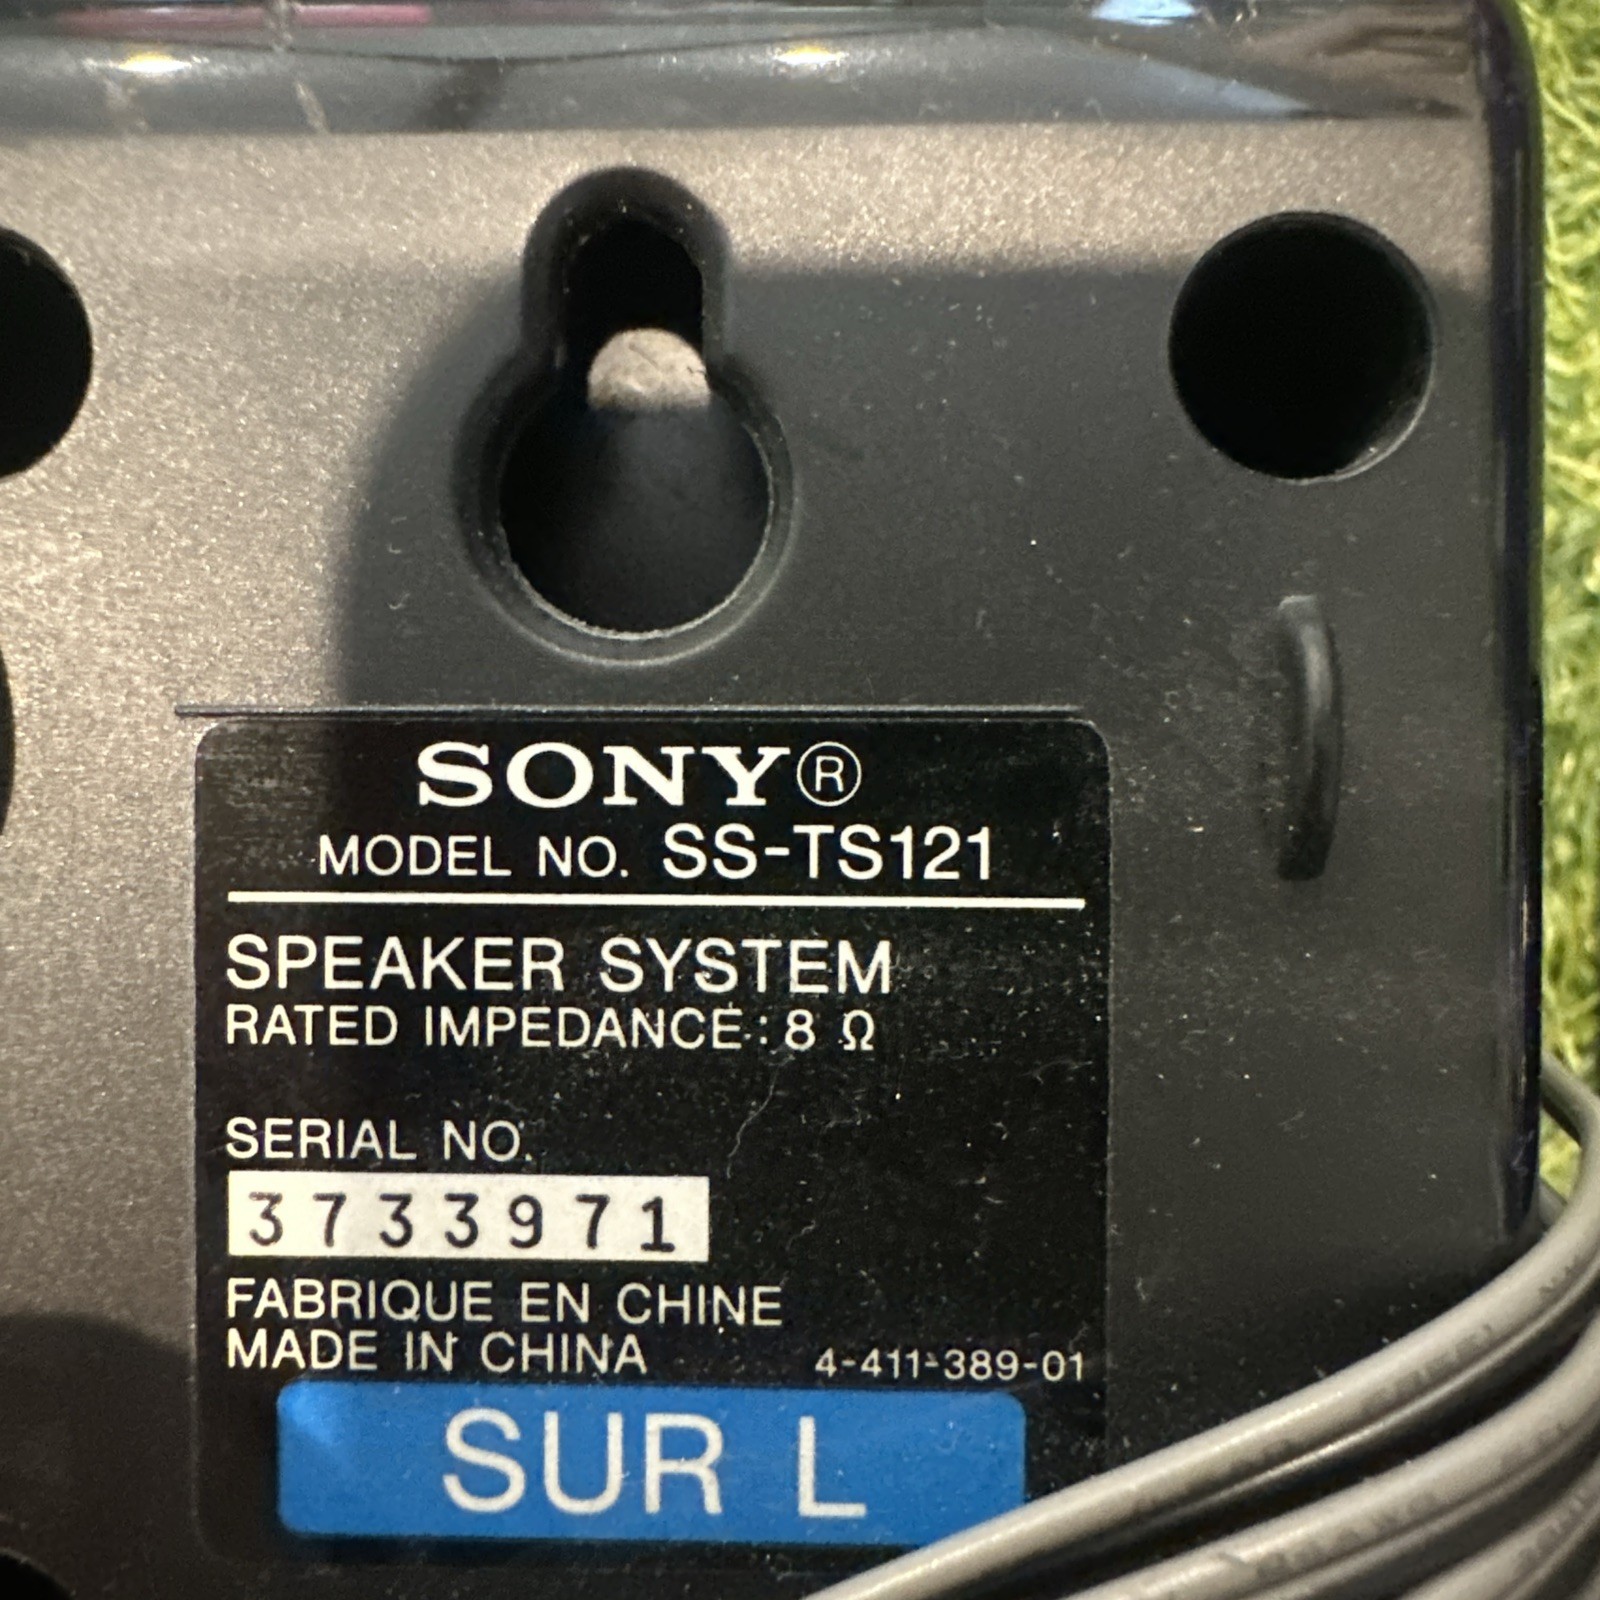 SONY®
MODEL NO. SS-TS121
SPEAKER SYSTEM
RATED IMPEDANCE: 8 Ω
SERIAL NO.
3733971
FABRIQUE EN CHINE
MADE IN CHINA 4-411-389-01
SUR L